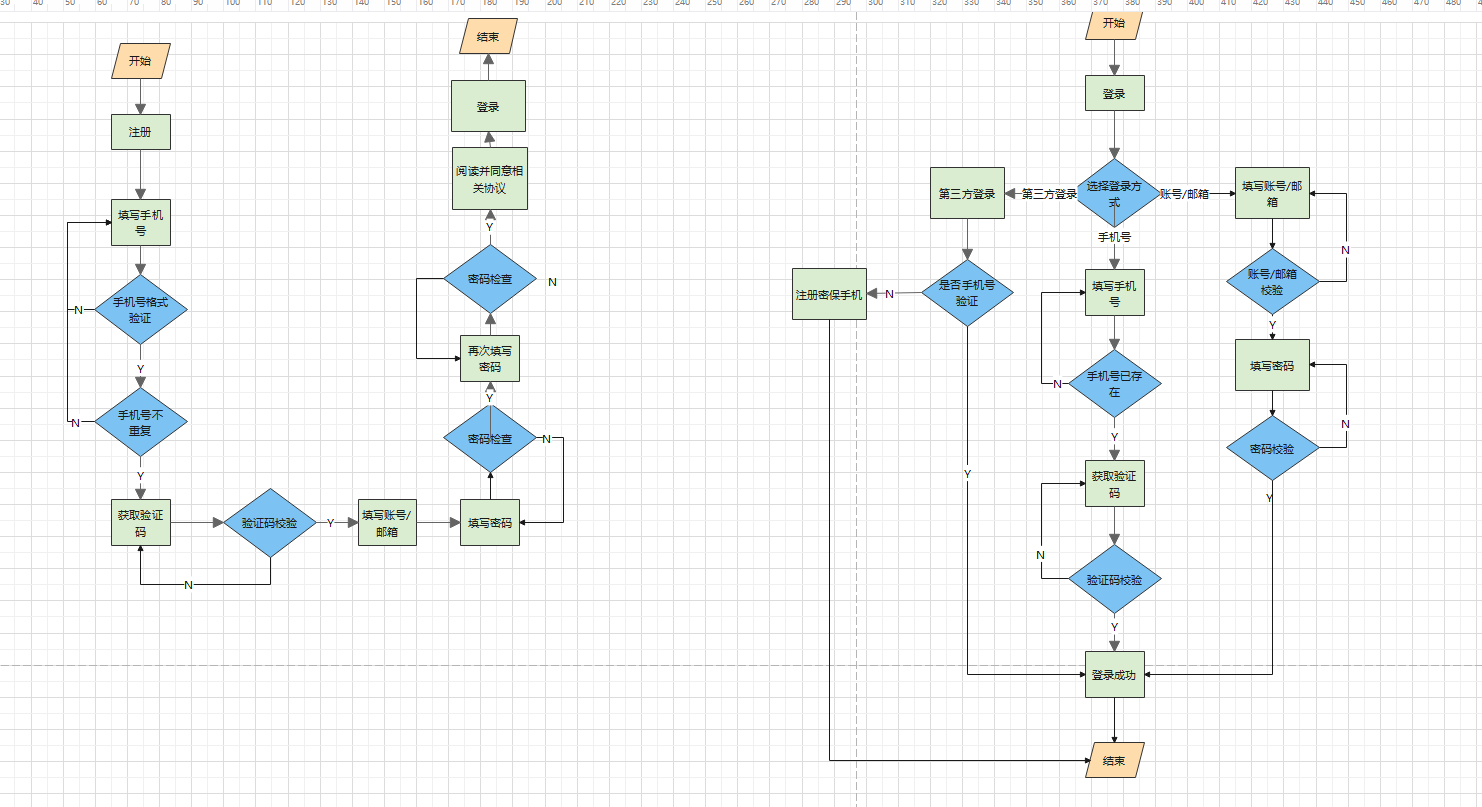 30 40 50 60 70 80 90 100 110 120 130 140 150 160 170 180 190 200 210 220 230 240 250 260 270 280 290 300 310 320 330 340 350 360 370 380 390 400 410 420 430 440 450 460 470 480
开始
注册
填写手机
号
手机号格式
验证
N
Y
手机号不
重复
N
Y
获取验证
码
验证码校验
N
Y
填写账号/
邮箱
填写密码
密码检查
N
Y
再次填写
密码
密码检查
N
Y
阅读并同意相
关协议
登录
结束
开始
登录
选择登录方
式
第三方登录
第三方登录
是否手机号
验证
N
注册密保手机
Y
手机号
填写手机
号
手机号已存
在
N
Y
获取验证
码
验证码校验
N
Y
账号/邮箱
填写账号/邮
箱
账号/邮箱
校验
N
Y
填写密码
密码校验
N
Y
登录成功
结束